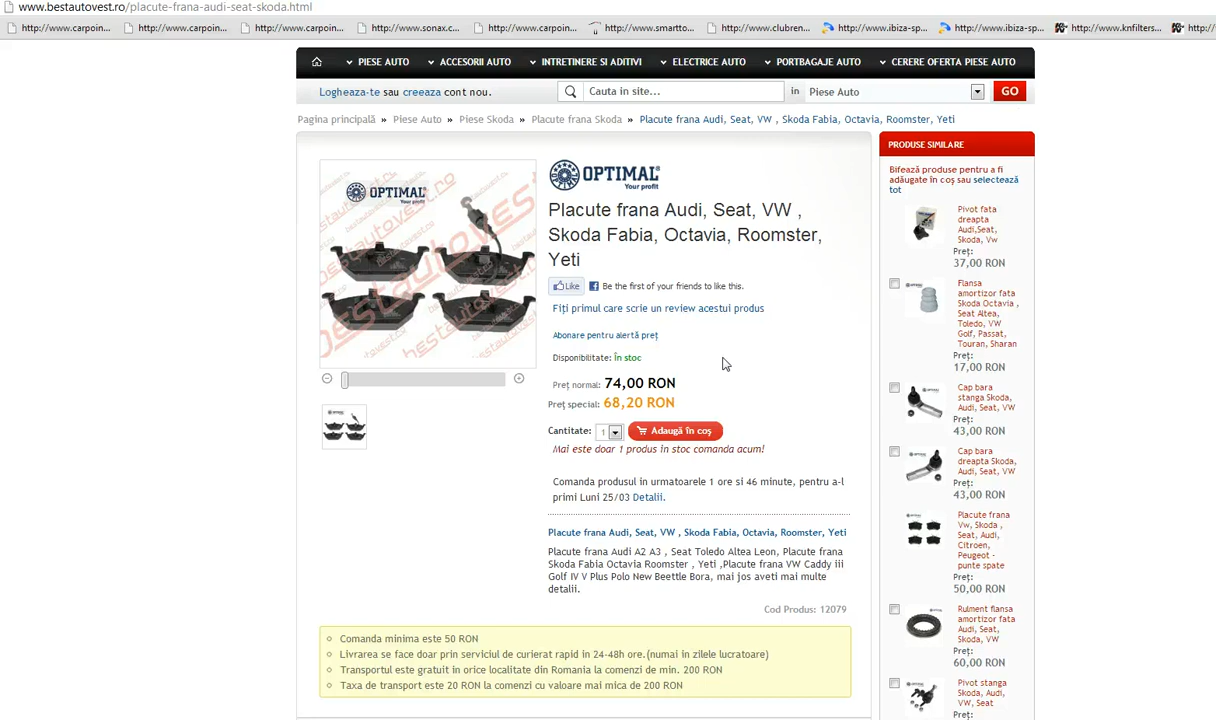 www.bestautovest.ro/placute-frana-audi-seat-skoda.html
http://www.carpoin... http://www.carpoin... http://www.carpoin... http://www.sonax.c... http://www.carpoin... http://www.smartto... http://www.clubren... http://www.ibiza-sp... http://www.ibiza-sp... http://www.knfilters... http:/
PIESE AUTO ACCESORII AUTO INTRETINERE SI ADITIVI ELECTRICE AUTO PORTBAGAJE AUTO CERERE OFERTA PIESE AUTO
Logheaza-te sau creeaza cont nou.
Cauta in site... in Piese Auto GO
Pagina principală » Piese Auto » Piese Skoda » Placute frana Skoda » Placute frana Audi, Seat, VW , Skoda Fabia, Octavia, Roomster, Yeti
OPTIMAL
Your profit
bestautovest.ro
OPTIMAL
Your profit
Placute frana Audi, Seat, VW ,
Skoda Fabia, Octavia, Roomster,
Yeti
Like Be the first of your friends to like this.
Fiți primul care scrie un review acestui produs
Abonare pentru alertă preț
Disponibilitate: În stoc
Preț normal: 74,00 RON
Preț special: 68,20 RON
Cantitate: 1 Adaugă în coș
Mai este doar 1 produs in stoc comanda acum!
Comanda produsul in urmatoarele 1 ore si 46 minute, pentru a-l
primi Luni 25/03 Detalii.
Placute frana Audi, Seat, VW , Skoda Fabia, Octavia, Roomster, Yeti
Placute frana Audi A2 A3 , Seat Toledo Altea Leon, Placute frana
Skoda Fabia Octavia Roomster , Yeti ,Placute frana VW Caddy iii
Golf IV V Plus Polo New Beettle Bora, mai jos aveti mai multe
detalii.
Cod Produs: 12079
Comanda minima este 50 RON
Livrarea se face doar prin serviciul de curierat rapid in 24-48h ore.(numai in zilele lucratoare)
Transportul este gratuit in orice localitate din Romania la comenzi de min. 200 RON
Taxa de transport este 20 RON la comenzi cu valoare mai mica de 200 RON
PRODUSE SIMILARE
Bifează produse pentru a fi
adăugate în coș sau selectează
tot
Pivot fata
dreapta
Audi,Seat,
Skoda, Vw
Preț:
37,00 RON
Flansa
amortizor fata
Skoda Octavia ,
Seat Altea,
Toledo, VW
Golf, Passat,
Touran, Sharan
Preț:
17,00 RON
Cap bara
stanga Skoda,
Audi, Seat, VW
Preț:
43,00 RON
Cap bara
dreapta Skoda,
Audi, Seat, VW
Preț:
43,00 RON
Placute frana
Vw, Skoda ,
Seat, Audi,
Citroen,
Peugeot -
punte spate
Preț:
50,00 RON
Rulment flansa
amortizor fata
Audi, Seat,
Skoda, VW
Preț:
60,00 RON
Pivot stanga
Skoda, Audi,
VW, Seat
Preț: